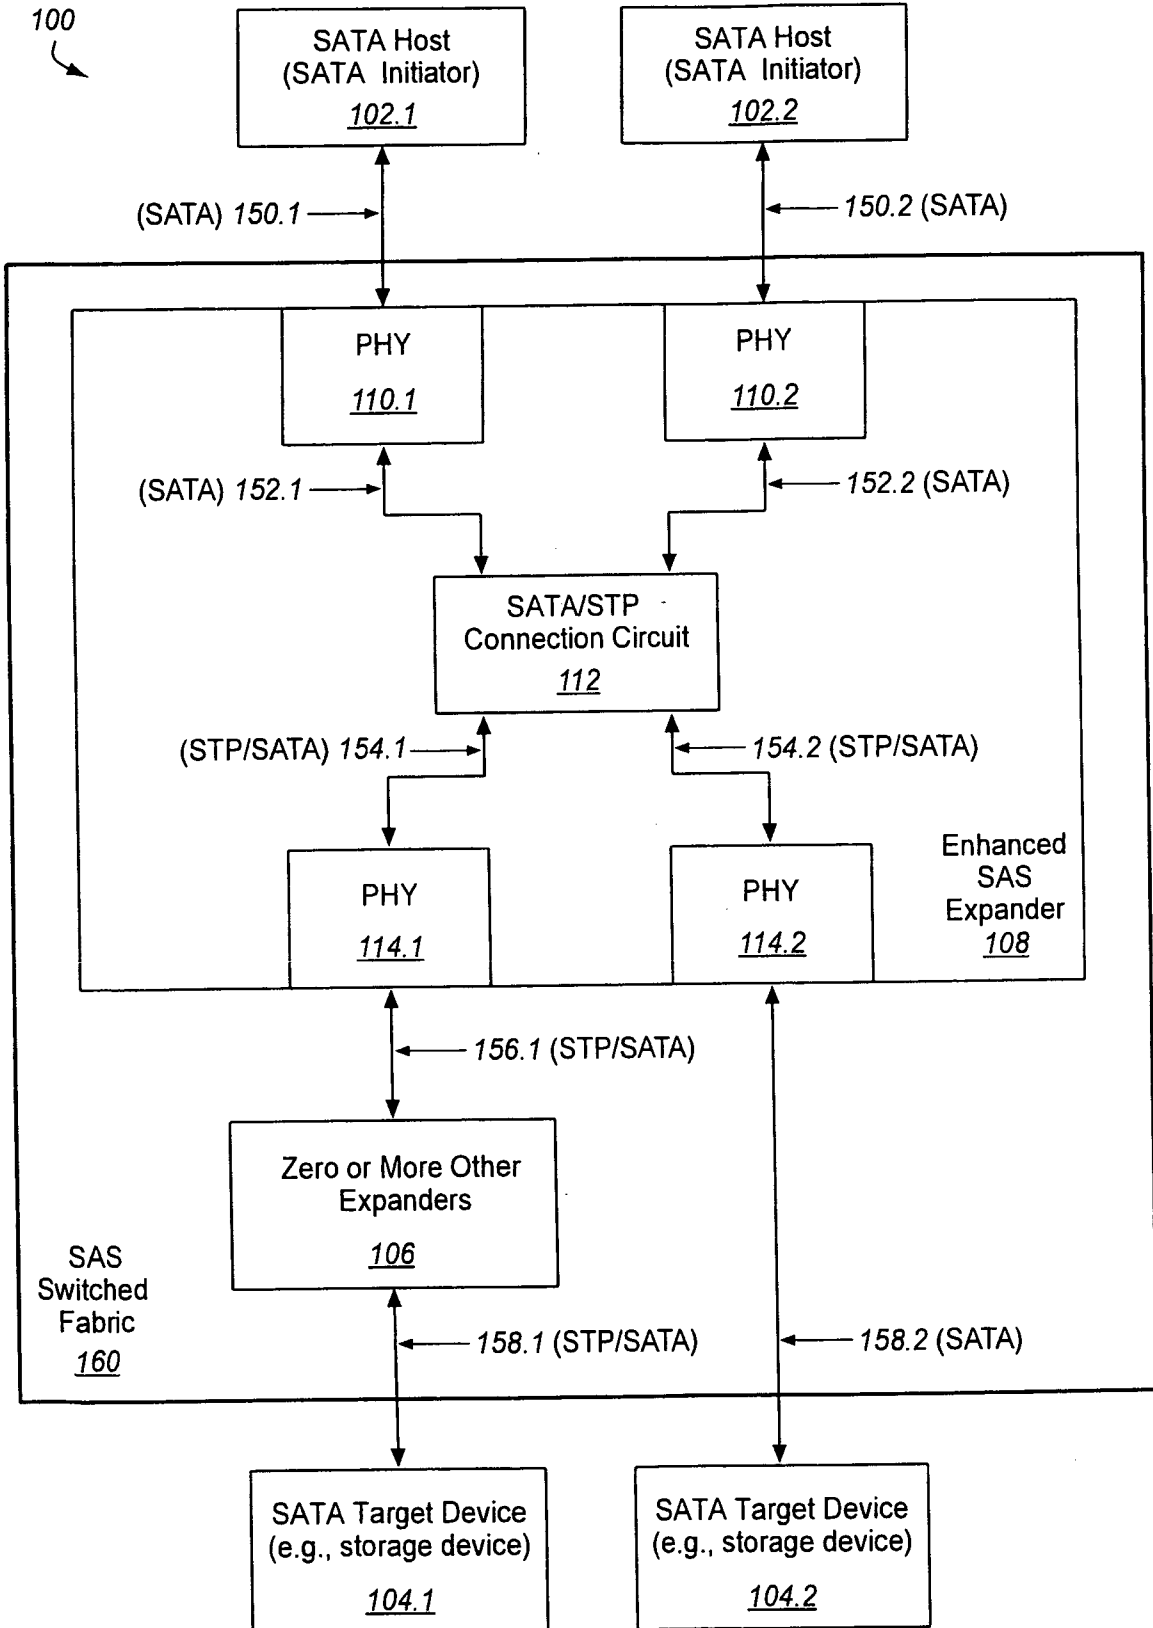 100
SATA Host
(SATA Initiator)
102.1
SATA Host
(SATA Initiator)
102.2
(SATA) 150.1
150.2 (SATA)
PHY
110.1
PHY
110.2
(SATA) 152.1
152.2 (SATA)
SATA/STP
Connection Circuit
112
(STP/SATA) 154.1
154.2 (STP/SATA)
PHY
114.1
PHY
114.2
Enhanced
SAS
Expander
108
156.1 (STP/SATA)
Zero or More Other
Expanders
106
SAS
Switched
Fabric
160
158.1 (STP/SATA)
158.2 (SATA)
SATA Target Device
(e.g., storage device)
104.1
SATA Target Device
(e.g., storage device)
104.2